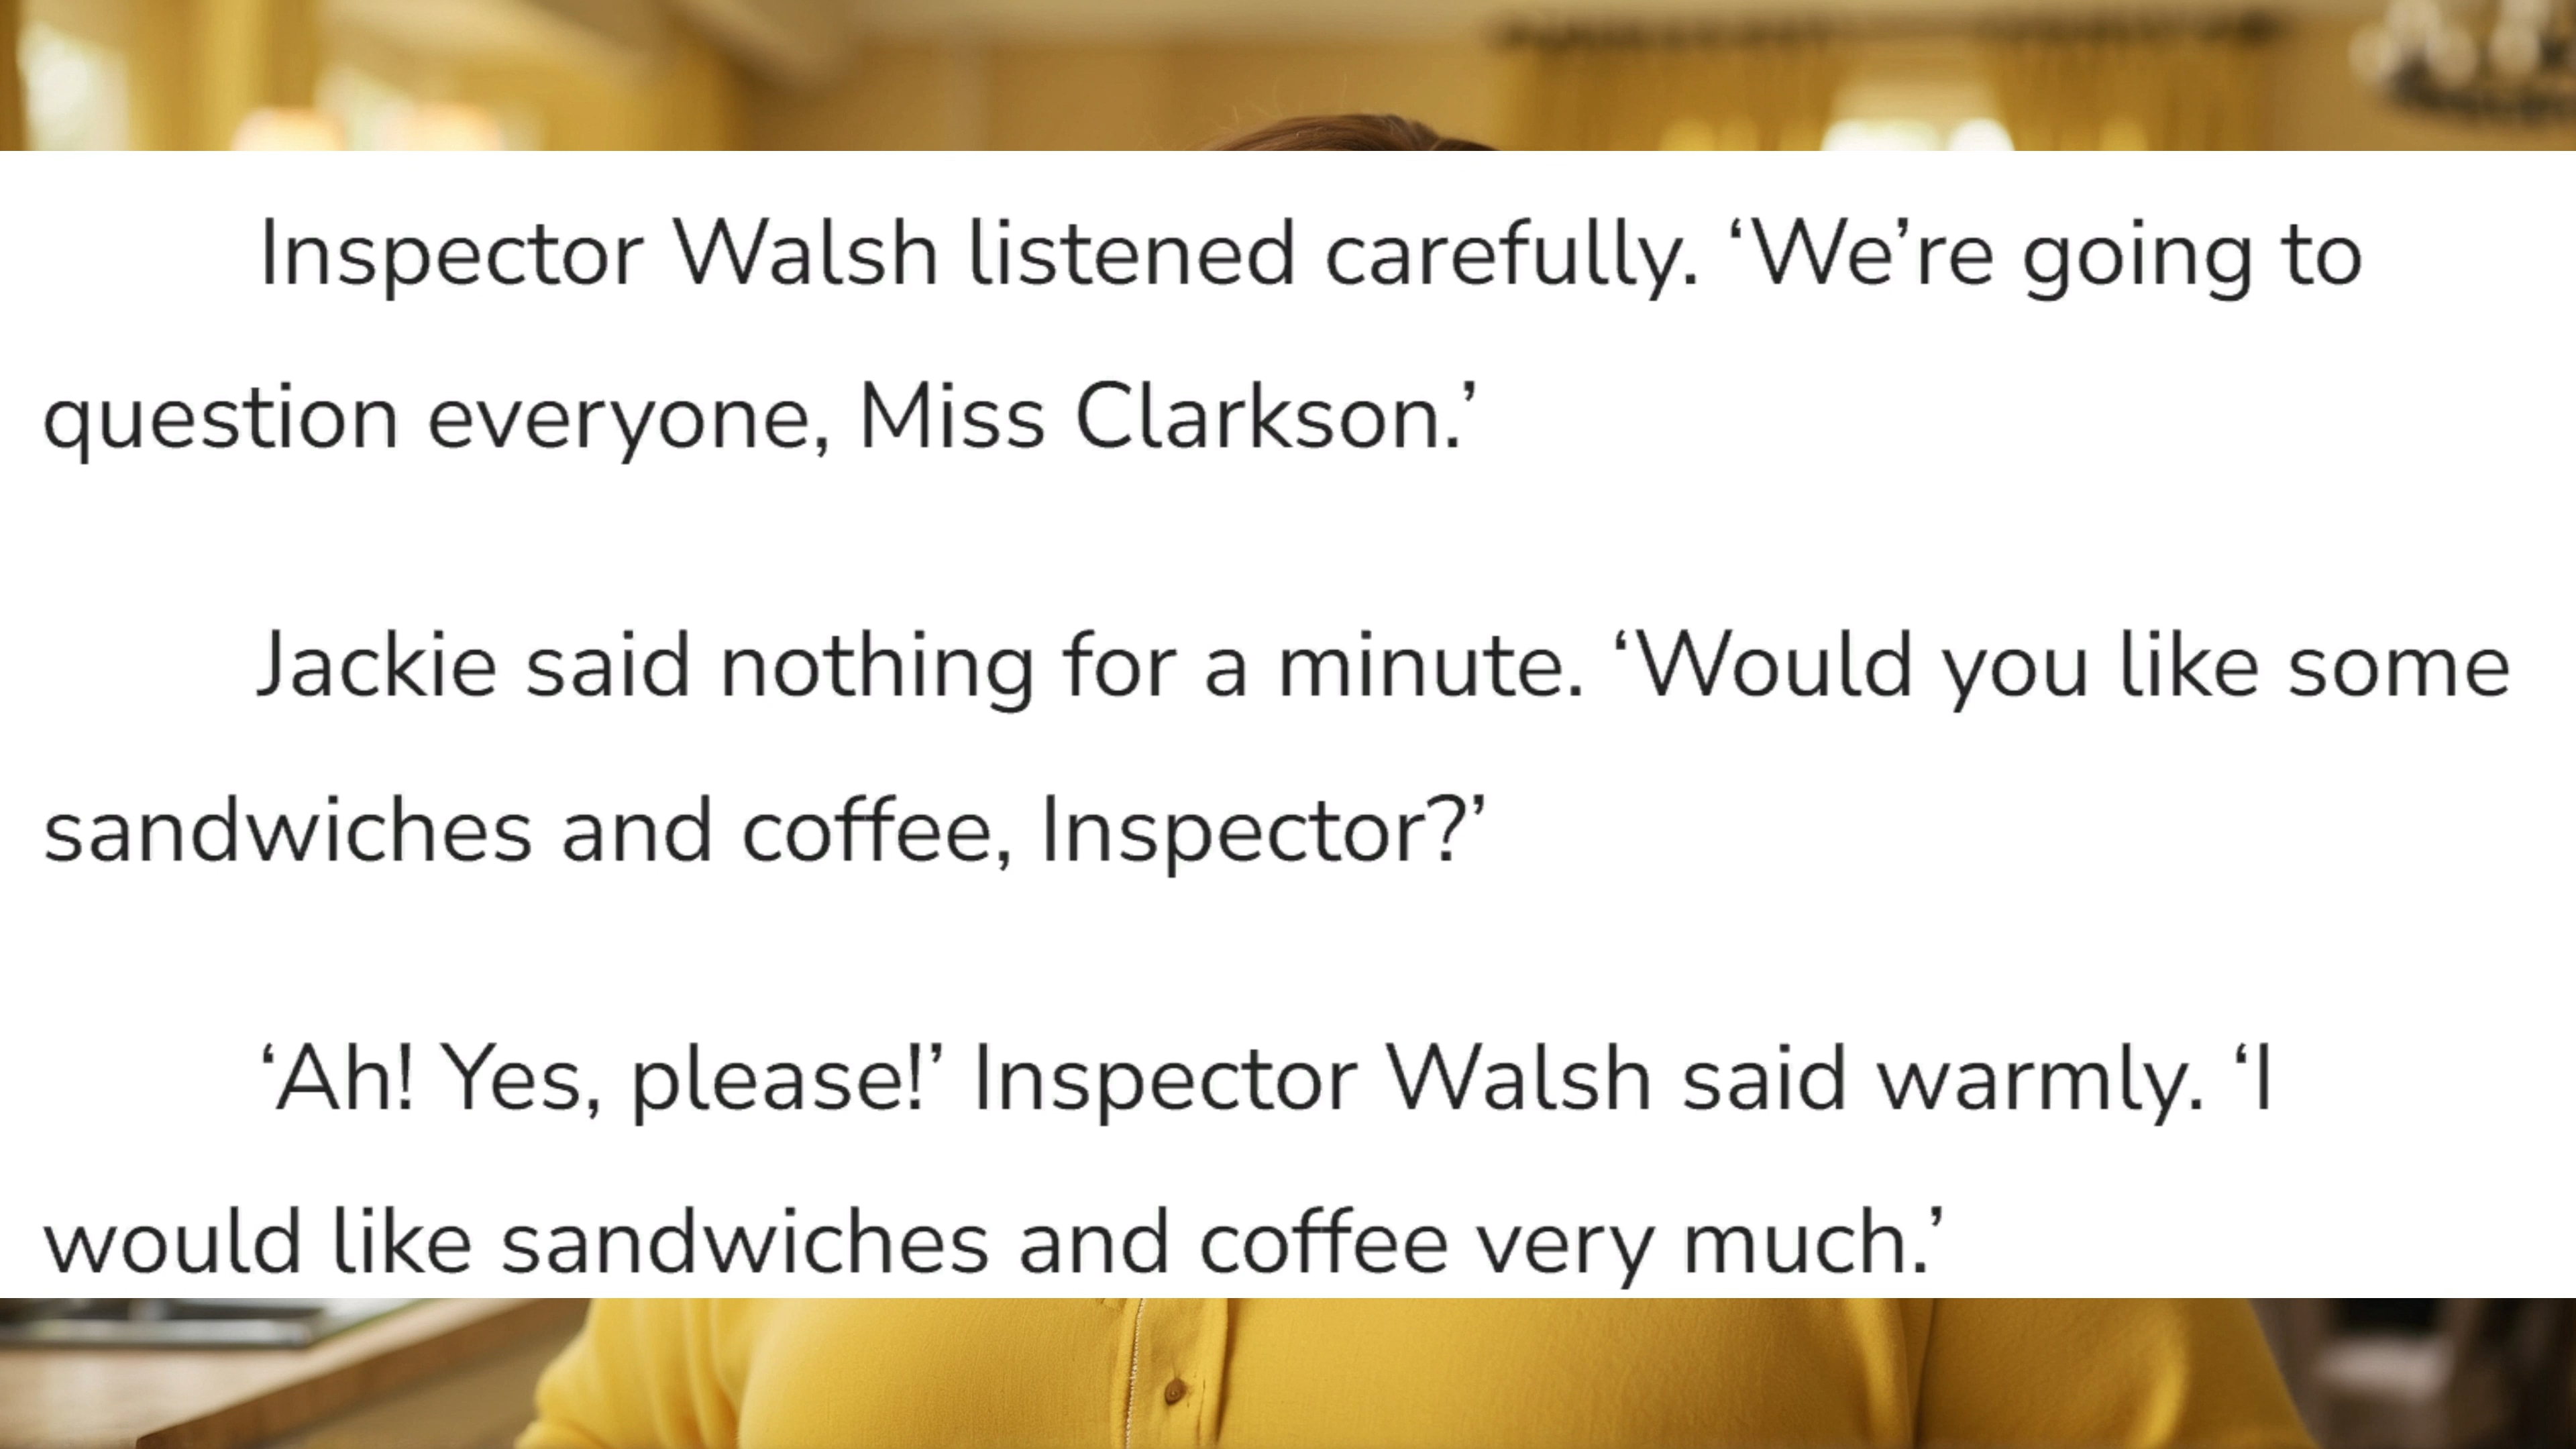 Inspector Walsh listened carefully. ‘We’re going to
question everyone, Miss Clarkson.’
Jackie said nothing for a minute. ‘Would you like some
sandwiches and coffee, Inspector?’
‘Ah! Yes, please!’ Inspector Walsh said warmly. ‘I
would like sandwiches and coffee very much.’